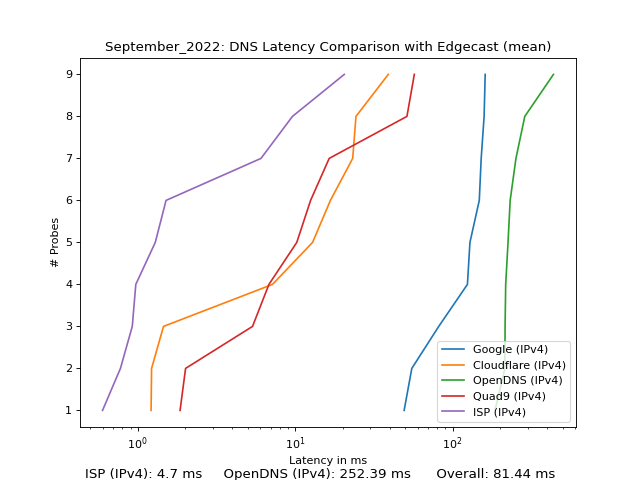 September_2022: DNS Latency Comparison with Edgecast (mean)
# Probes
9
8
7
6
5
4
3
2
1
Google (IPv4)
Cloudflare (IPv4)
OpenDNS (IPv4)
Quad9 (IPv4)
ISP (IPv4)
10⁰ 10¹ 10²
Latency in ms
ISP (IPv4): 4.7 ms OpenDNS (IPv4): 252.39 ms Overall: 81.44 ms